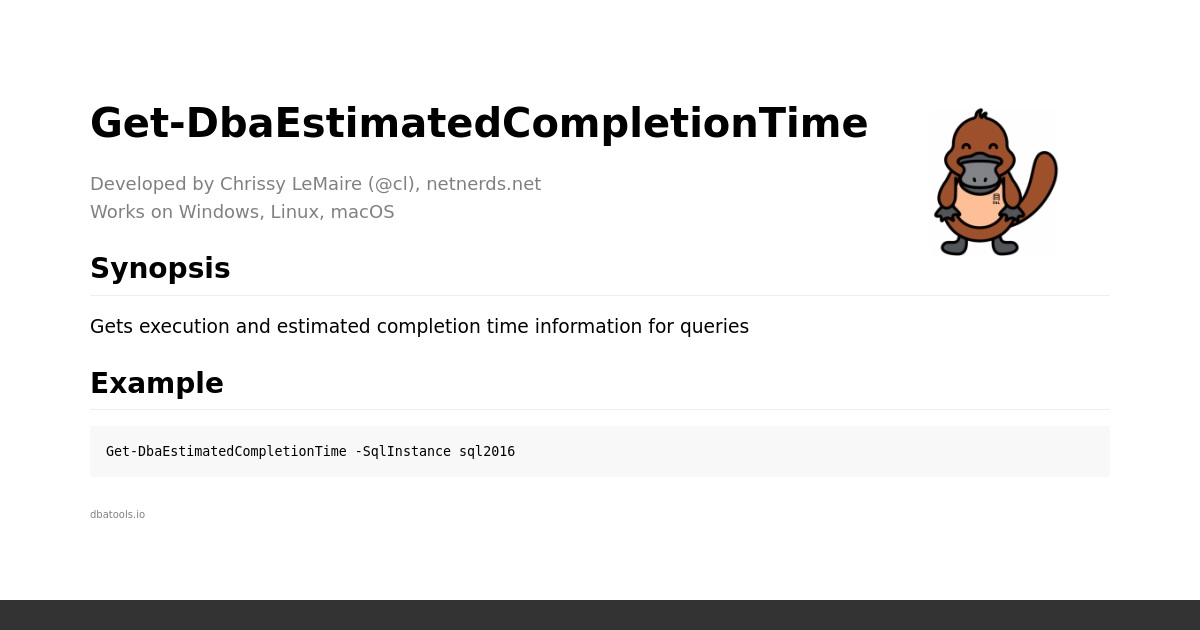 Get-DbaEstimatedCompletionTime
Developed by Chrissy LeMaire (@cl), netnerds.net
Works on Windows, Linux, macOS
Synopsis
Gets execution and estimated completion time information for queries
Example
Get-DbaEstimatedCompletionTime -SqlInstance sql2016
dbatools.io